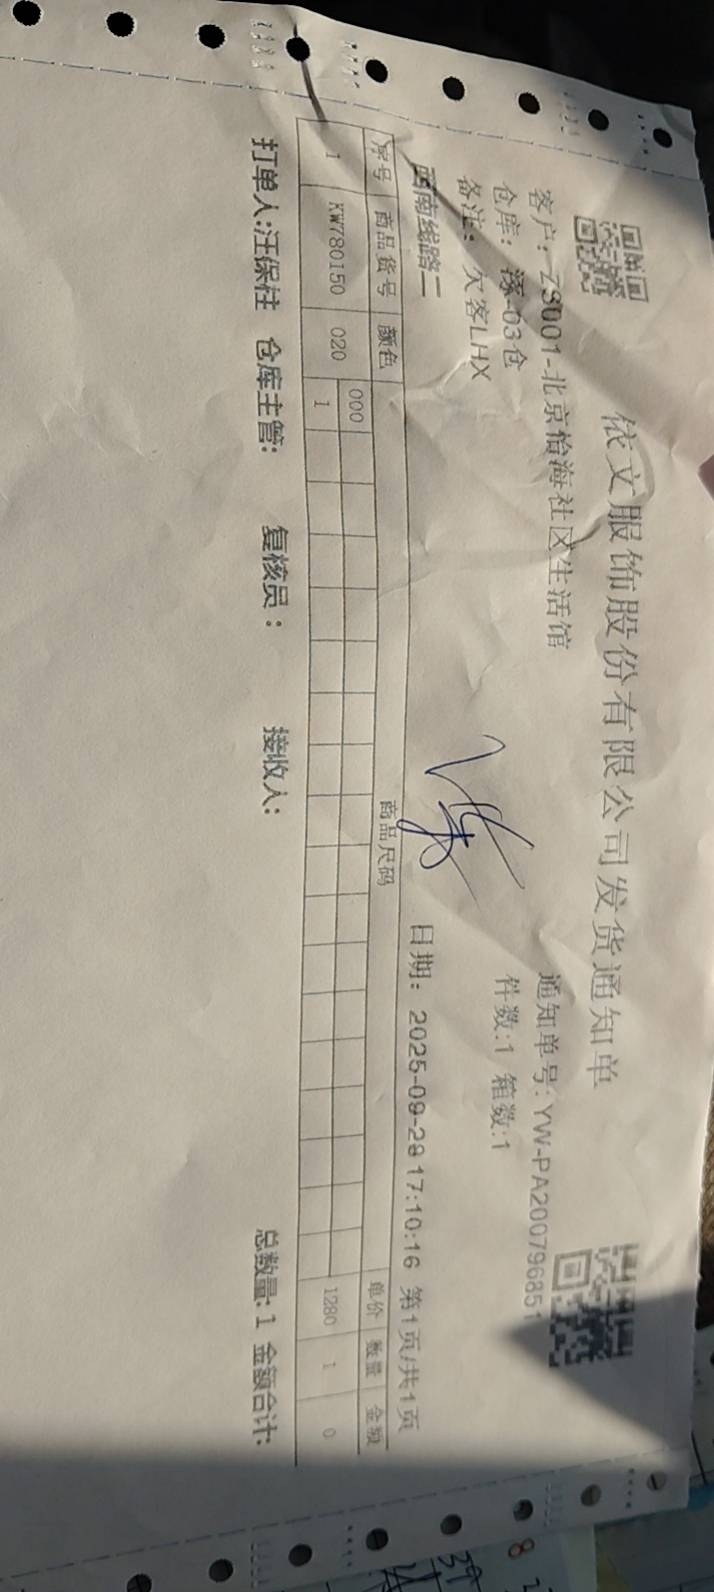 依文服饰股份有限公司发货通知单
客户：ZS001-北京怡海社区生活馆 通知单号：YW-PA200796851
仓库：涿-03仓 件数:1 箱数:1
备注：欠客LHX
西南线路二 日期：2025-09-28 17:10:16 第1页/共1页
序号 商品货号 颜色 商品尺码 单价 数量 金额
000
1 KW780150 020 1 1280 1 0
打单人:汪保柱 仓库主管: 复核员： 接收人: 总数量: 1 金额合计: